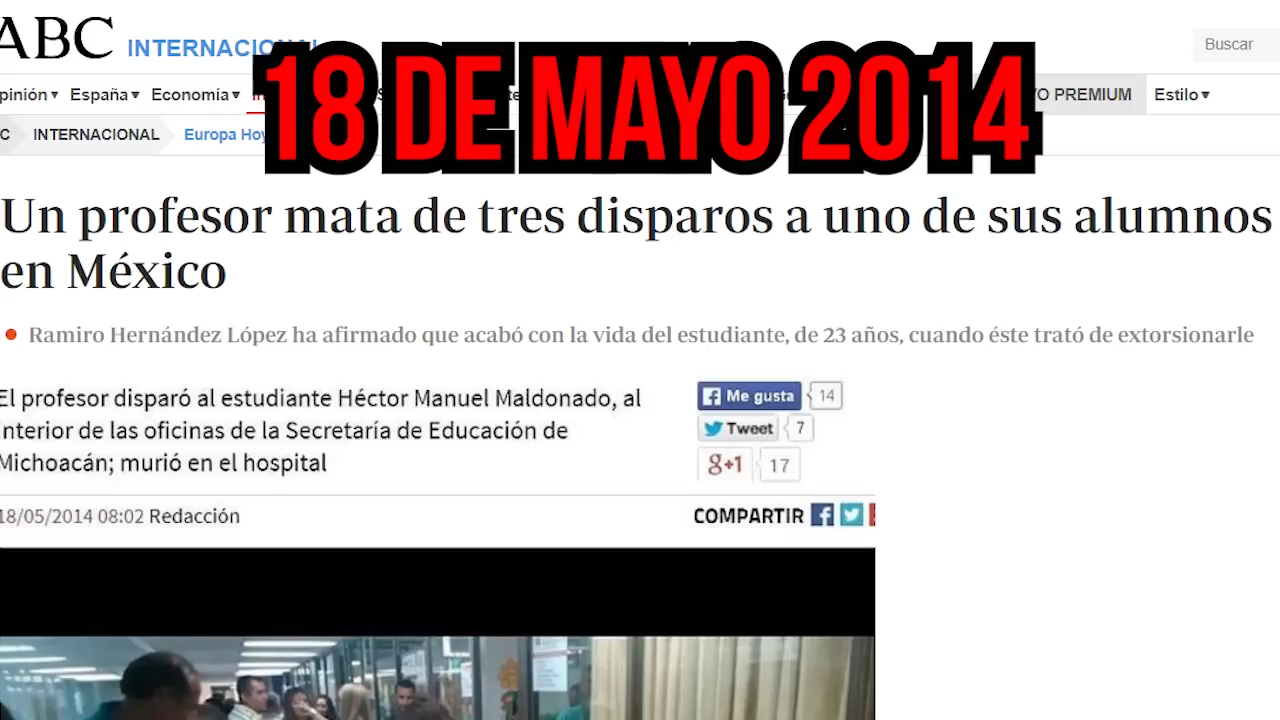 ABC INTERNACIONAL
18 DE MAYO 2014
Buscar
pinión España Economía
O PREMIUM Estilo
C INTERNACIONAL Europa Hoy
Un profesor mata de tres disparos a uno de sus alumnos
en México
Ramiro Hernández López ha afirmado que acabó con la vida del estudiante, de 23 años, cuando éste trató de extorsionarle
El profesor disparó al estudiante Héctor Manuel Maldonado, al
interior de las oficinas de la Secretaría de Educación de
Michoacán; murió en el hospital
Me gusta 14
Tweet 7
g+1 17
18/05/2014 08:02 Redacción
COMPARTIR